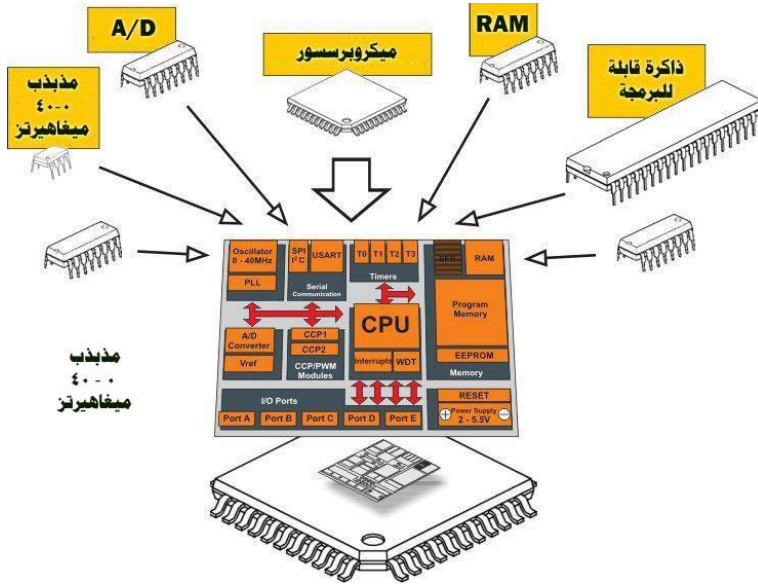 A/D
ميكروبرسسور
RAM
ذاكرة قابلة
للبرمجة
مذبذب
٤٠-٠
ميغاهيرتز
Oscillator
0 - 40MHz
PLL
SPI
I²C
USART
Serial
Communication
T0 T1 T2 T3
Timers
RAM
Program
Memory
EEPROM
Memory
A/D
Converter
Vref
CCP1
CCP2
CCP/PWM
Modules
CPU
Interrupts
WDT
I/O Ports
Port A Port B Port C Port D Port E
RESET
Power Supply
2 - 5.5V
مذبذب
٤٠ - ٠
ميغاهيرتز